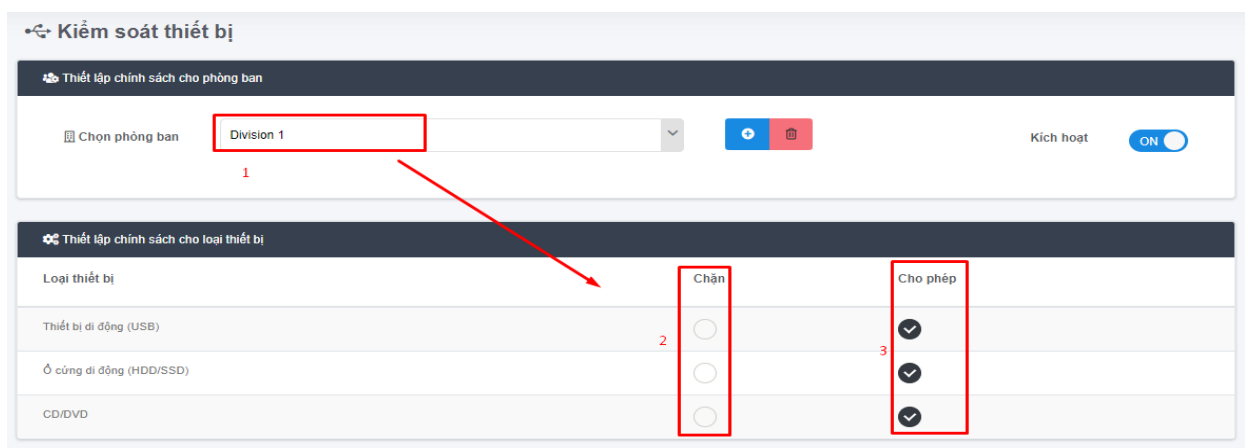 Kiểm soát thiết bị
Thiết lập chính sách cho phòng ban
Chọn phòng ban Division 1 Kích hoạt ON
1
Thiết lập chính sách cho loại thiết bị
Loại thiết bị Chặn Cho phép
Thiết bị di động (USB)
2
3
Ổ cứng di động (HDD/SSD)
CD/DVD